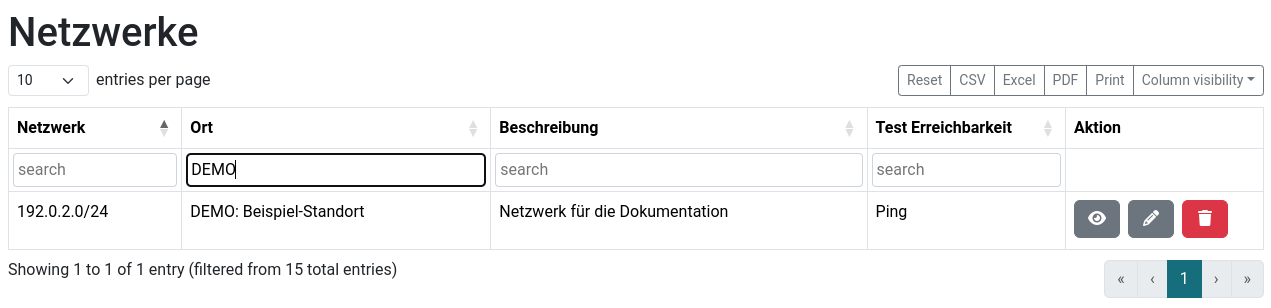 Netzwerke
10 entries per page Reset CSV Excel PDF Print Column visibility
Netzwerk Ort Beschreibung Test Erreichbarkeit Aktion
search DEMO search search
192.0.2.0/24 DEMO: Beispiel-Standort Netzwerk für die Dokumentation Ping
Showing 1 to 1 of 1 entry (filtered from 15 total entries) « ‹ 1 › »